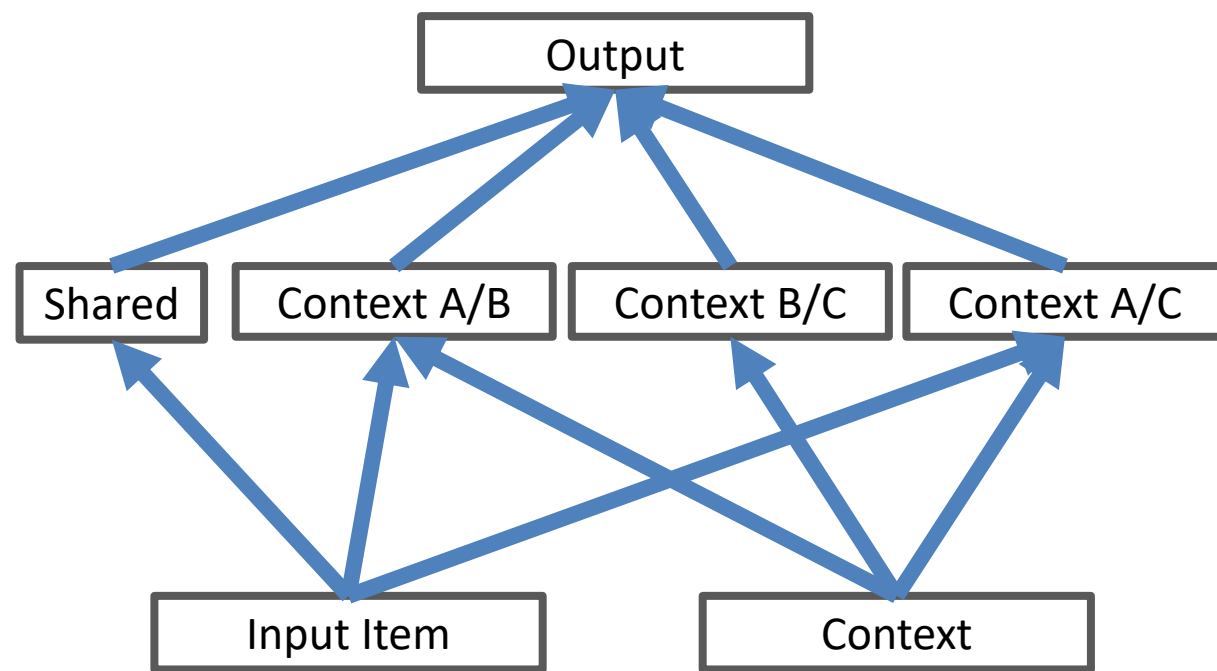 Output
Shared
Context A/B
Context B/C
Context A/C
Input Item
Context